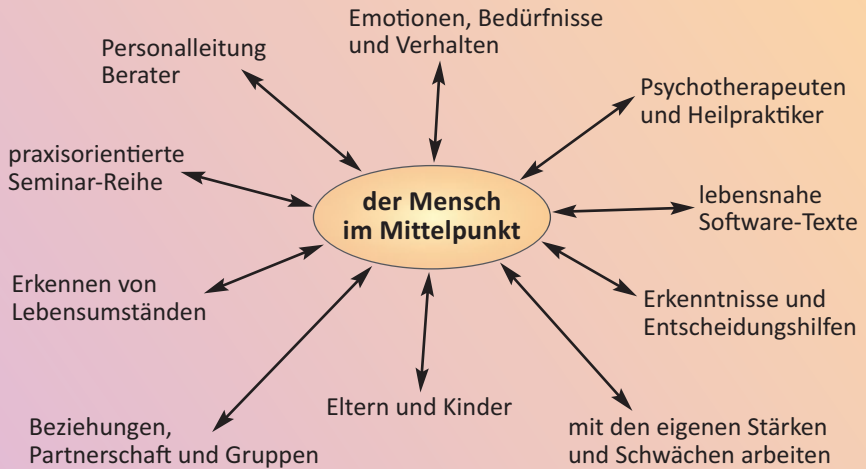 Emotionen, Bedürfnisse
und Verhalten
Personalleitung
Berater
Psychotherapeuten
und Heilpraktiker
praxisorientierte
Seminar-Reihe
der Mensch
im Mittelpunkt
lebensnahe
Software-Texte
Erkennen von
Lebensumständen
Erkenntnisse und
Entscheidungshilfen
Eltern und Kinder
Beziehungen,
Partnerschaft und Gruppen
mit den eigenen Stärken
und Schwächen arbeiten